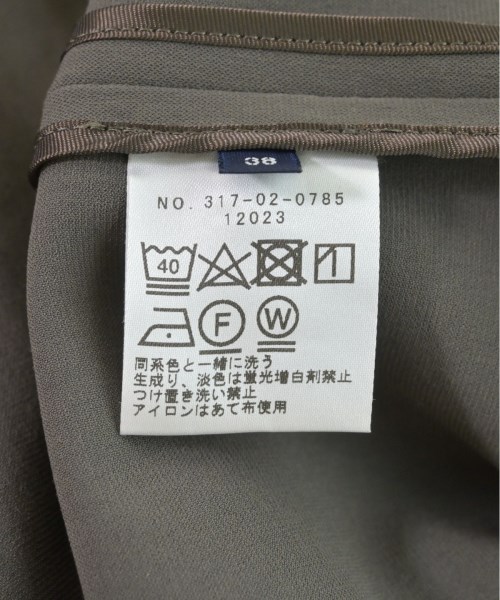 38
NO. 317-02-0785
12023
40
F W
同系色と一緒に洗う
生成り、淡色は蛍光増白剤禁止
つけ置き洗い禁止
アイロンはあて布使用